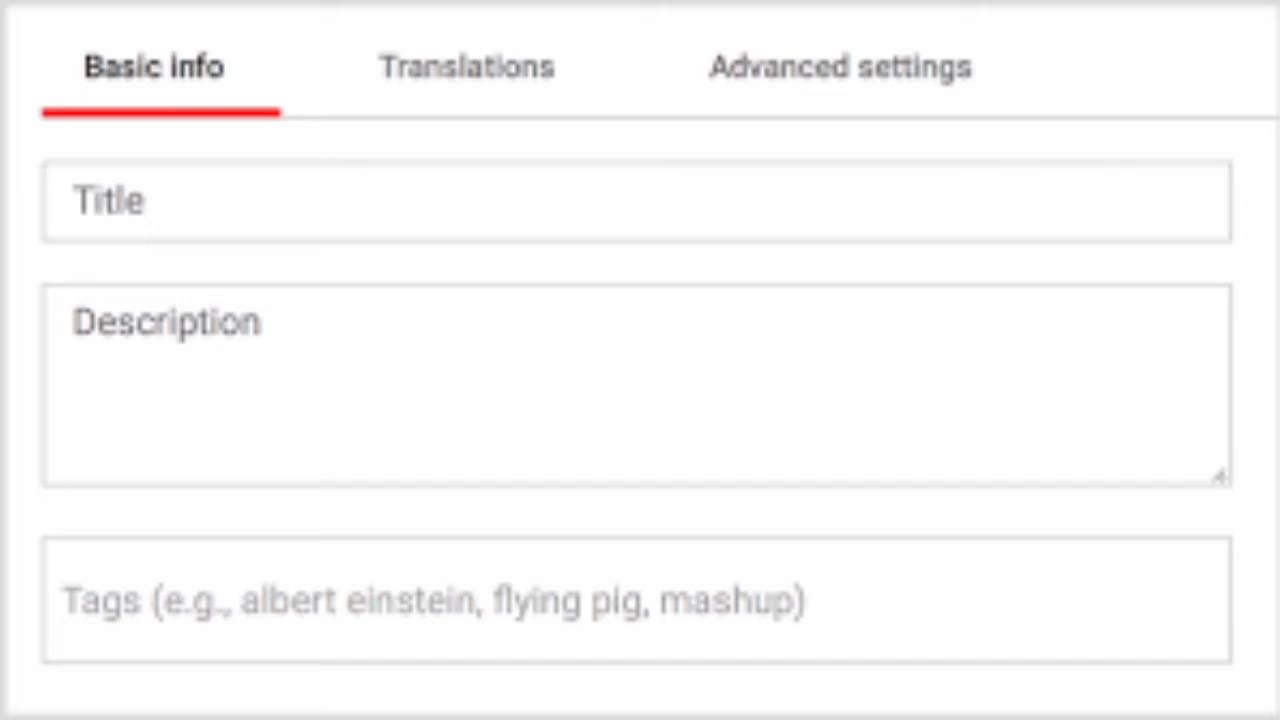 Basic info Translations Advanced settings
Title
Description
Tags (e.g., albert einstein, flying pig, mashup)